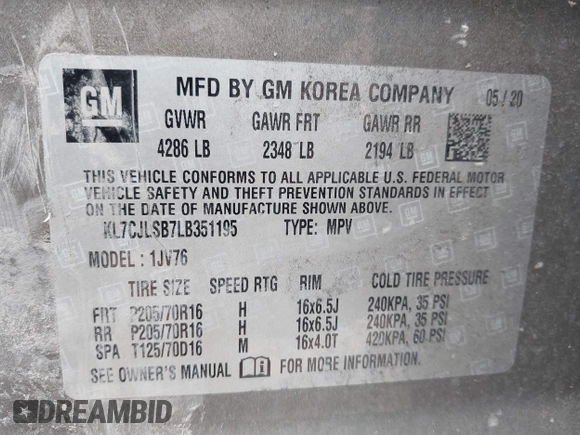 GM
MFD BY GM KOREA COMPANY 05 / 20
GVWR GAWR FRT GAWR RR
4286 LB 2348 LB 2194 LB
THIS VEHICLE CONFORMS TO ALL APPLICABLE U.S. FEDERAL MOTOR
VEHICLE SAFETY AND THEFT PREVENTION STANDARDS IN EFFECT
ON THE DATE OF MANUFACTURE SHOWN ABOVE.
KL7CJLSB7LB351195 TYPE: MPV
MODEL : 1JV76
TIRE SIZE SPEED RTG RIM COLD TIRE PRESSURE
FRT P205/70R16 H 16x6.5J 240KPA, 35 PSI
RR P205/70R16 H 16x6.5J 240KPA, 35 PSI
SPA T125/70D16 M 16x4.0T 420KPA, 60 PSI
SEE OWNER'S MANUAL FOR MORE INFORMATION.
DREAMBID